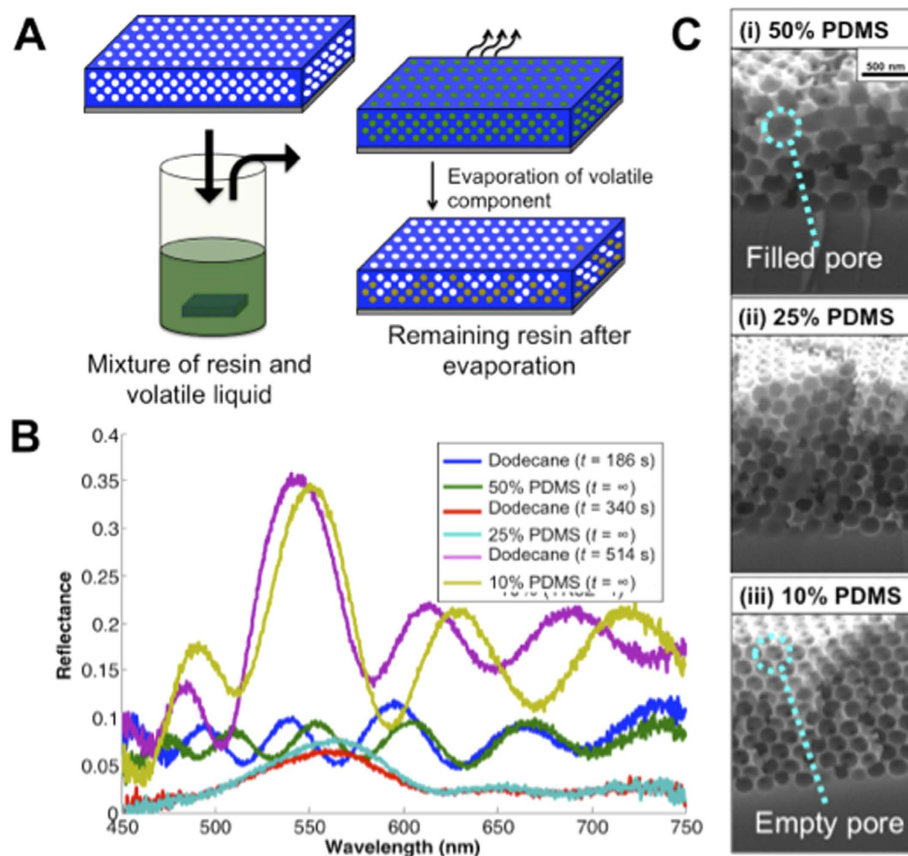 A
Evaporation of volatile
component
Mixture of resin and
volatile liquid
Remaining resin after
evaporation
B
0.4
0.35
0.3
0.25
0.2
0.15
0.1
0.05
0
Reflectance
450
500
550
600
650
700
750
Wavelength (nm)
Dodecane (t = 186 s)
50% PDMS (t = ∞)
Dodecane (t = 340 s)
25% PDMS (t = ∞)
Dodecane (t = 514 s)
10% PDMS (t = ∞)
C
(i) 50% PDMS
500 nm
Filled pore
(ii) 25% PDMS
(iii) 10% PDMS
Empty pore